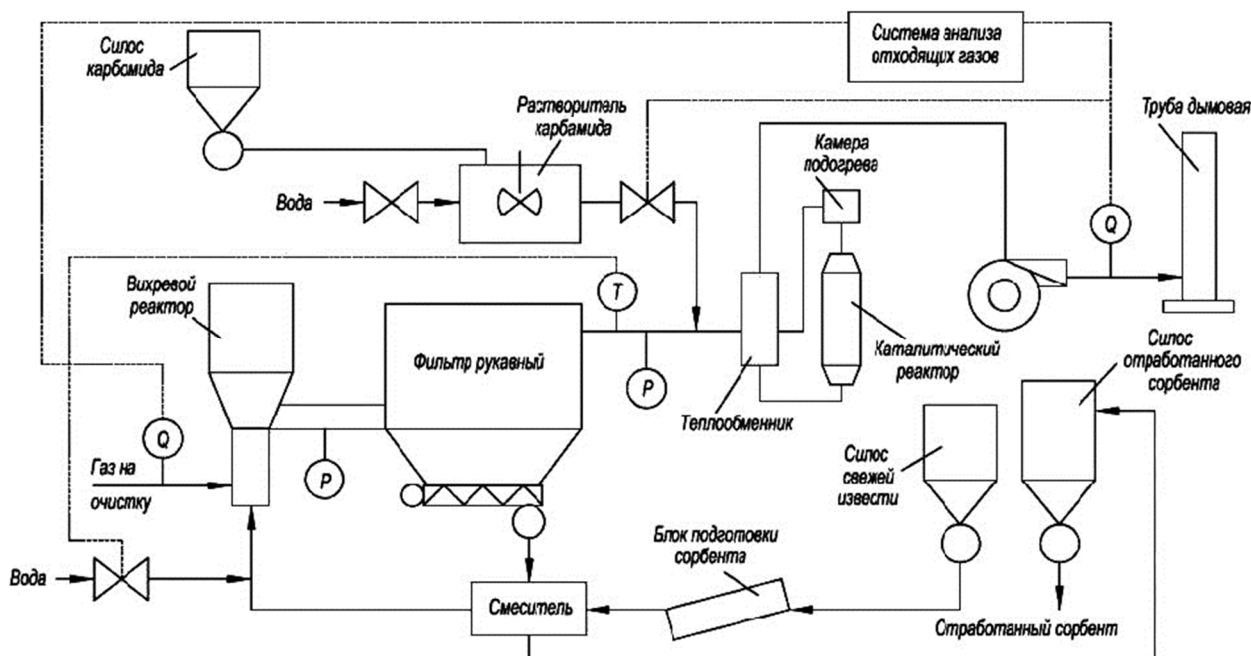 Силос
карбомида
Система анализа
отходящих газов
Растворитель
карбамида
Труба дымовая
Камера
подогрева
Вода
Q
Вихревой
реактор
T
Фильтр рукавный
P
Каталитический
реактор
Теплообменник
Силос
отработанного
сорбента
Q
Газ на
очистку
P
Силос
свежей
извести
Блок подготовки
сорбента
Вода
Смеситель
Отработанный сорбент